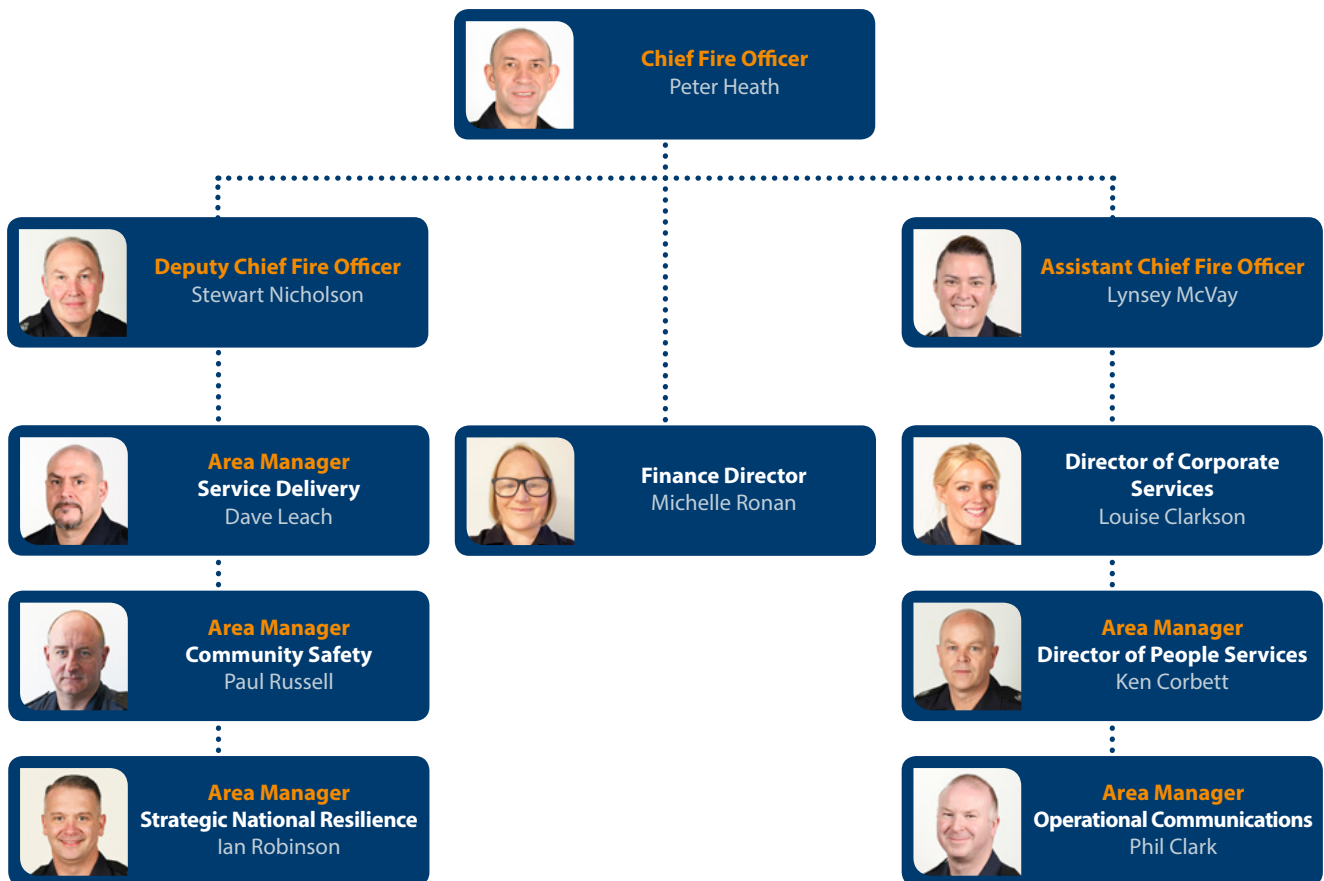 Chief Fire Officer
Peter Heath
Deputy Chief Fire Officer
Stewart Nicholson
Assistant Chief Fire Officer
Lynsey McVay
Area Manager
Service Delivery
Dave Leach
Finance Director
Michelle Ronan
Director of Corporate
Services
Louise Clarkson
Area Manager
Community Safety
Paul Russell
Area Manager
Director of People Services
Ken Corbett
Area Manager
Strategic National Resilience
Ian Robinson
Area Manager
Operational Communications
Phil Clark